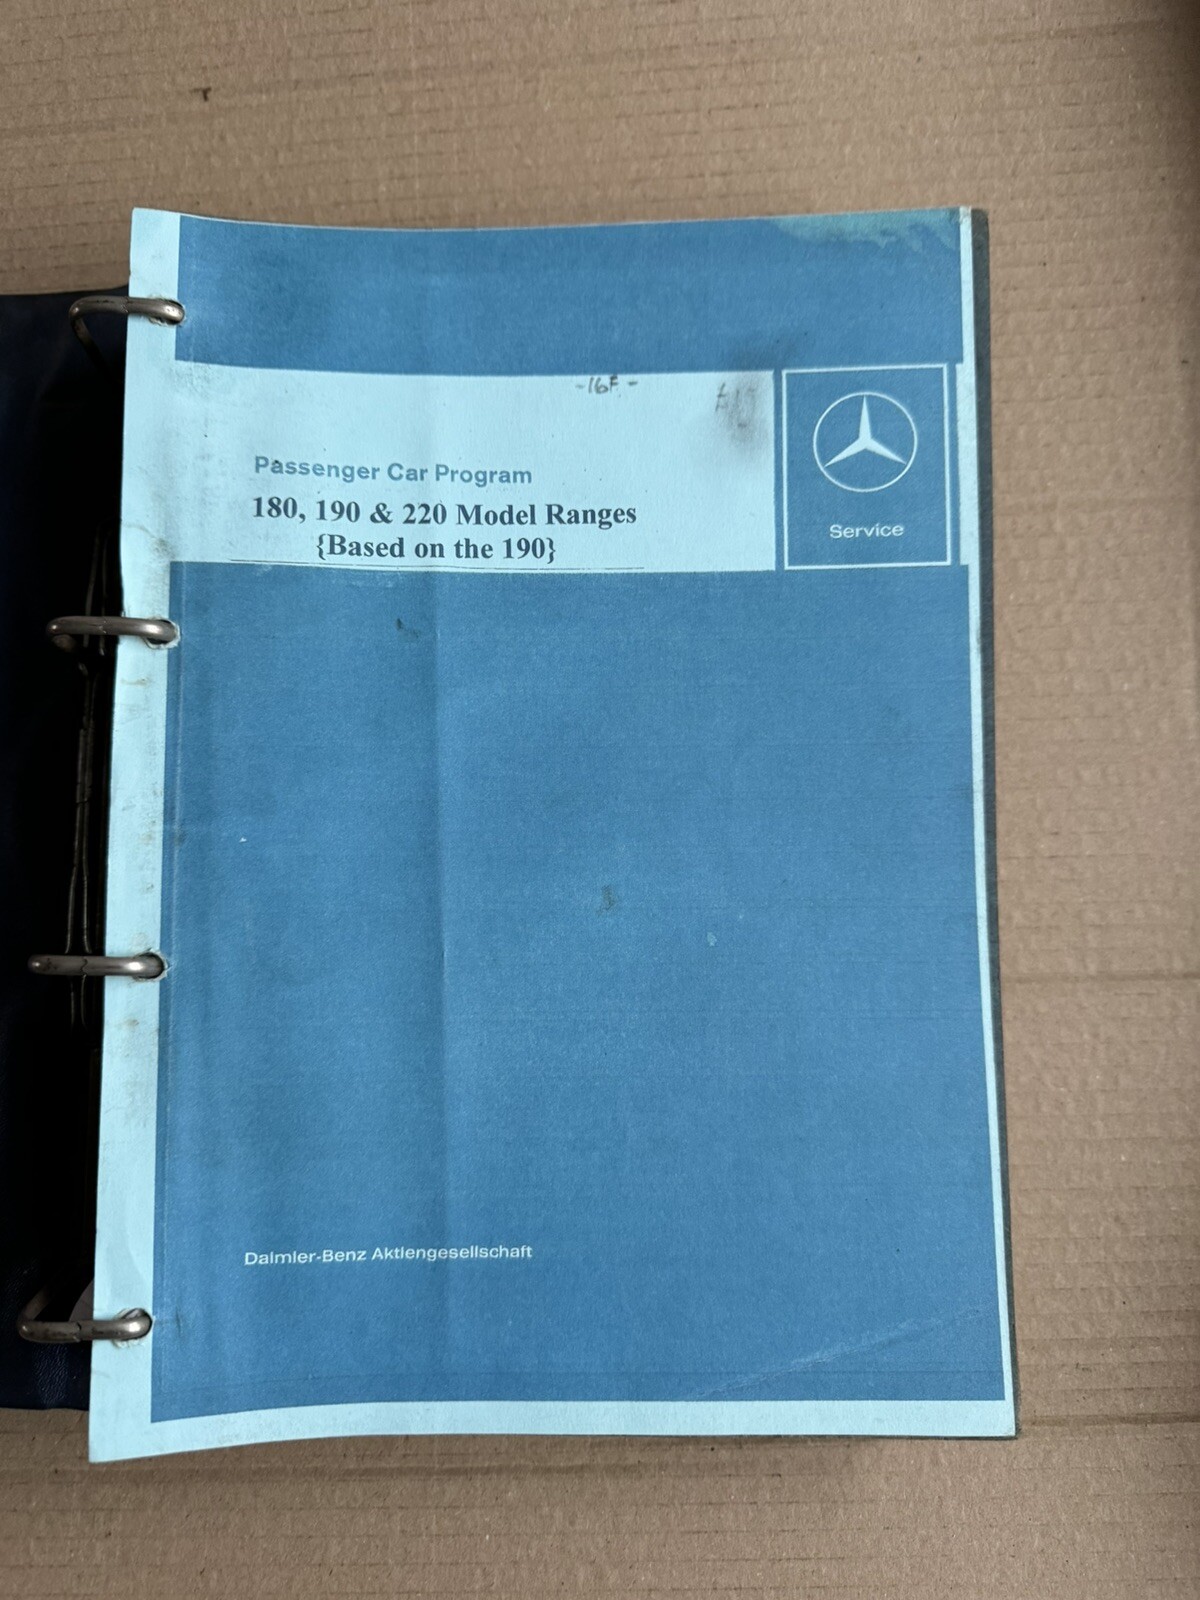 -16F-
Passenger Car Program
180, 190 & 220 Model Ranges
{Based on the 190}
Service
Daimler-Benz Aktiengesellschaft